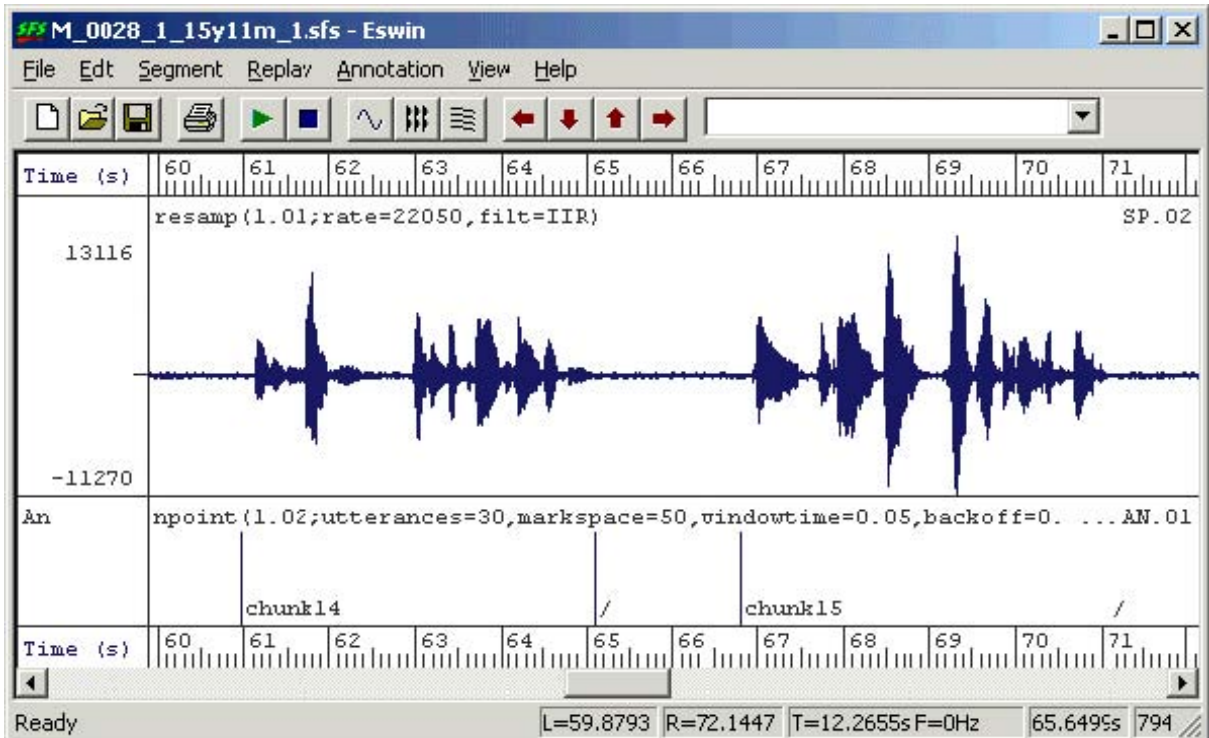 SFS M_0028_1_15y11m_1.sfs - Eswin
File Edt Segment Replay Annotation View Help
Time (s) 60 61 62 63 64 65 66 67 68 69 70 71
resamp(1.01;rate=22050,filt=IIR) SP.02
13116
-11270
An npoint(1.02;utterances=30,markspace=50,windowtime=0.05,backoff=0. ...AN.01
chunk14 / chunk15 /
Time (s) 60 61 62 63 64 65 66 67 68 69 70 71
Ready L=59.8793 R=72.1447 T=12.2655s F=0Hz 65.6499s 794